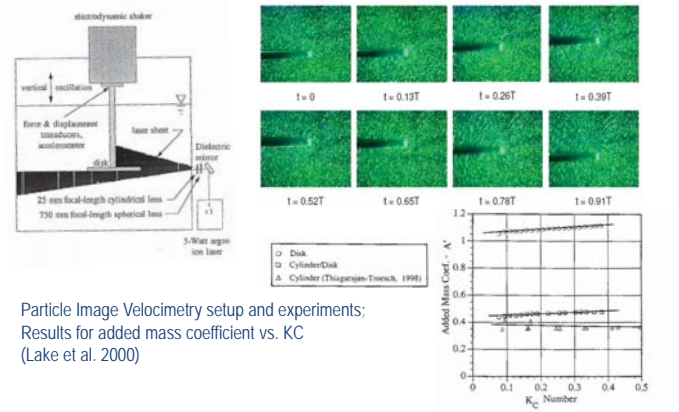 electrodynamic shaker
vertical
oscillation
force & displacement
transducers,
accelerometer
laser sheet
Dielectric
mirror
disk
25 mm focal-length cylindrical lens
750 mm focal-length spherical lens
5-Watt argon
ion laser
t = 0
t = 0.13T
t = 0.26T
t = 0.39T
t = 0.52T
t = 0.65T
t = 0.78T
t = 0.91T
Disk
Cylinder/Disk
Cylinder (Thiagarajan-Troesch, 1998)
Added Mass Coef. - A'
1.2
1
0.8
0.6
0.4
0.2
0
0
0.1
0.2
0.3
0.4
0.5
KC Number
Particle Image Velocimetry setup and experiments;
Results for added mass coefficient vs. KC
(Lake et al. 2000)